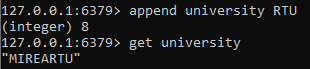 127.0.0.1:6379> append university RTU
(integer) 8
127.0.0.1:6379> get university
"MIREARTU"